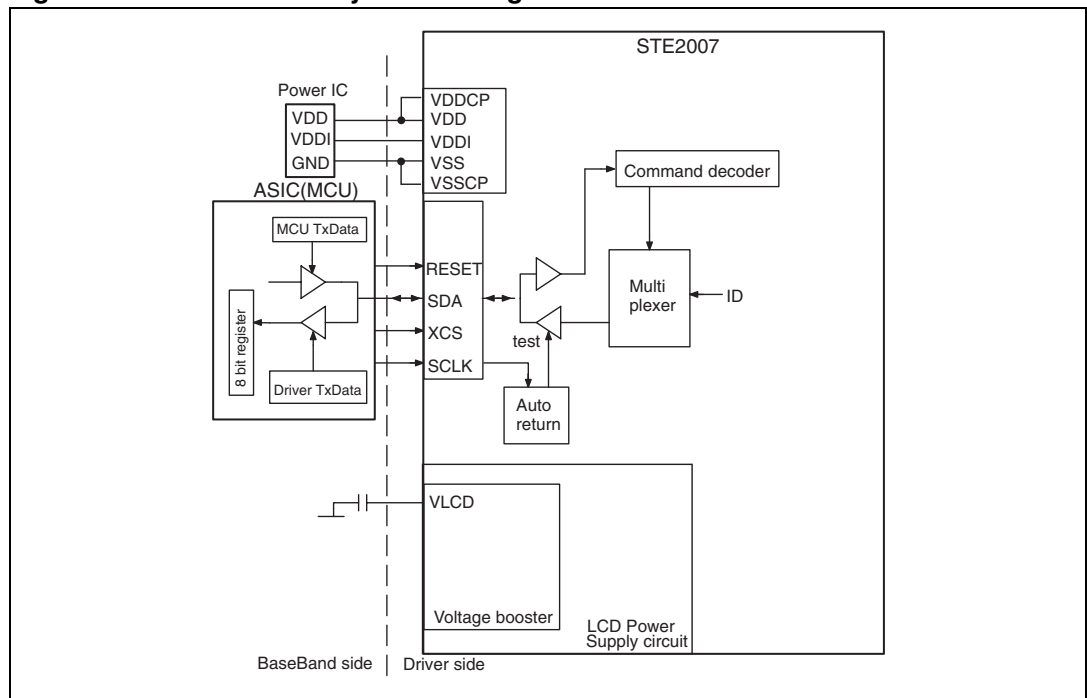 STE2007
Power IC
VDD
VDDI
GND
VDDCP
VDD
VDDI
VSS
VSSCP
ASIC(MCU)
MCU TxData
8 bit register
Driver TxData
RESET
SDA
XCS
SCLK
Command decoder
Multi
plexer
ID
test
Auto
return
VLCD
Voltage booster
LCD Power
Supply circuit
BaseBand side
Driver side